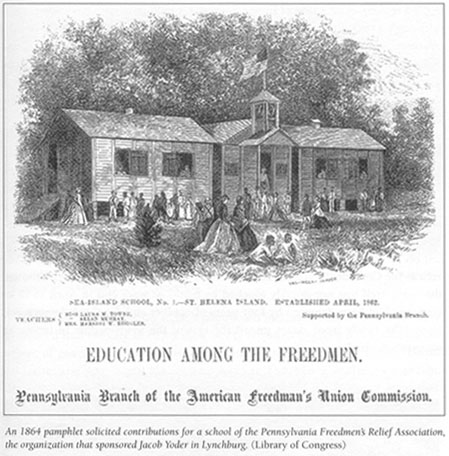 SEA-ISLAND SCHOOL, No. 1.—ST. HELENA ISLAND. ESTABLISHED APRIL, 1862.
TEACHERS { MISS LAURA M. TOWNE,
" ELLEN MURRAY,
MRS. HARRIET W. RUGGLES.
Supported by the Pennsylvania Branch.
EDUCATION AMONG THE FREEDMEN.
Pennsylvania Branch of the American Freedman's Union Commission.
An 1864 pamphlet solicited contributions for a school of the Pennsylvania Freedmen's Relief Association,
the organization that sponsored Jacob Yoder in Lynchburg. (Library of Congress)